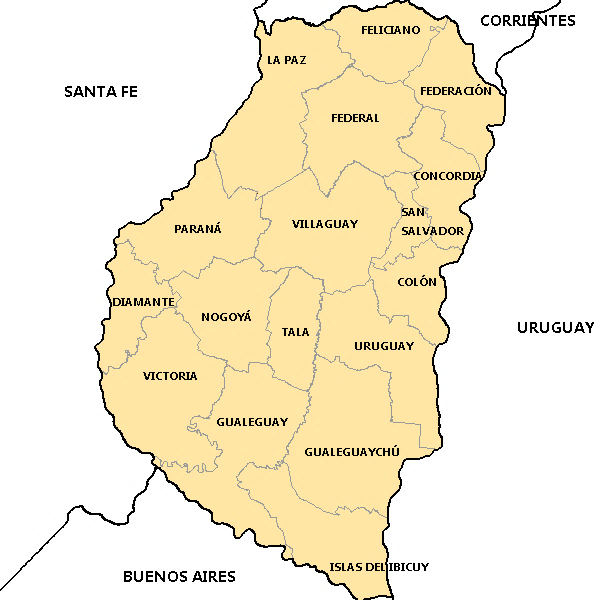 CORRIENTES
FELICIANO
LA PAZ
SANTA FE
FEDERACIÓN
FEDERAL
CONCORDIA
SAN
SALVADOR
VILLAGUAY
PARANÁ
COLÓN
DIAMANTE
NOGOYÁ
TALA
URUGUAY
URUGUAY
VICTORIA
GUALEGUAY
GUALEGUAYCHÚ
ISLAS DEL IBICUY
BUENOS AIRES